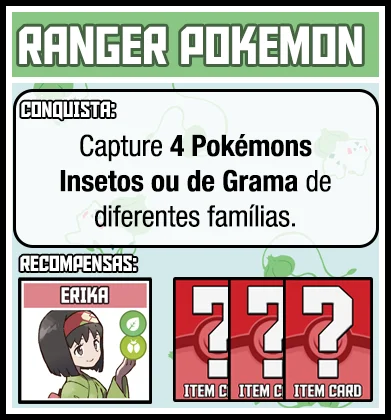 RANGER POKEMON
CONQUISTA:
Capture 4 Pokémons
Insetos ou de Grama de
diferentes famílias.
RECOMPENSAS:
ERIKA
? ? ?
ITEM C ITEM C ITEM CARD